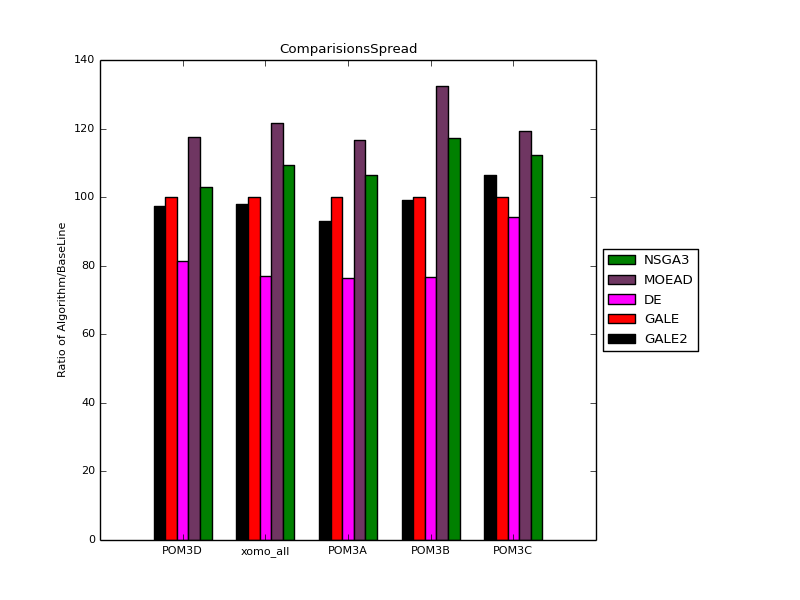 ComparisionsSpread
Ratio of Algorithm/BaseLine
140
120
100
80
60
40
20
0
POM3D xomo_all POM3A POM3B POM3C
NSGA3
MOEAD
DE
GALE
GALE2